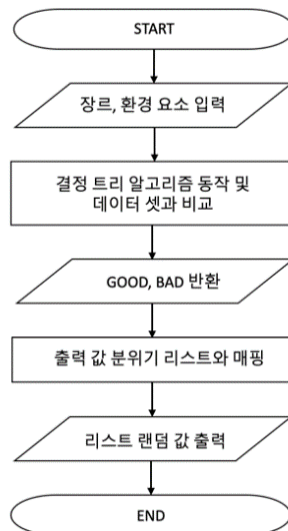 START
장르, 환경 요소 입력
결정 트리 알고리즘 동작 및
데이터 셋과 비교
GOOD, BAD 반환
출력 값 분위기 리스트와 매핑
리스트 랜덤 값 출력
END